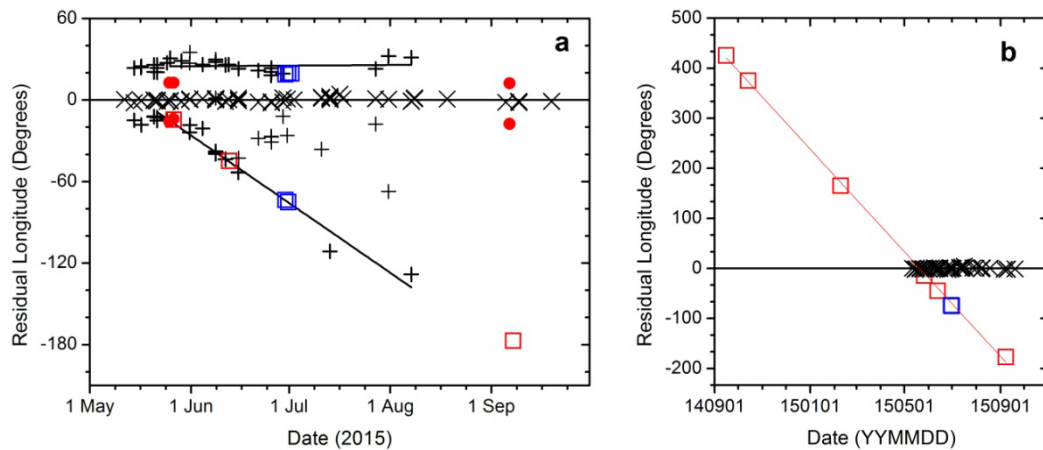 a
Residual Longitude (Degrees)
60
0
-60
-120
-180
1 May
1 Jun
1 Jul
1 Aug
1 Sep
Date (2015)
b
Residual Longitude (Degrees)
500
400
300
200
100
0
-100
-200
140901
150101
150501
150901
Date (YYMMDD)